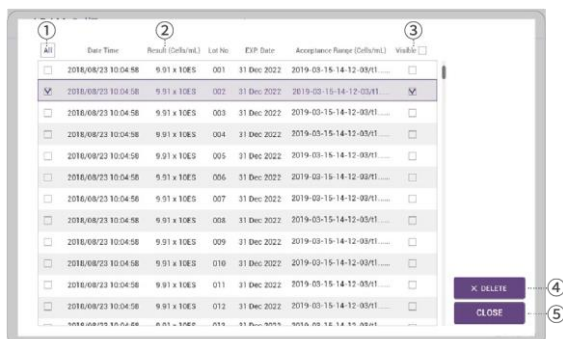 ① ② ③
All Date Time Result (Cells/mL) Lot No EXP. Date Acceptance Range (Cells/mL) Visible
2018/08/23 10:04:58 9.91 x 10E5 001 31 Dec 2022 2019-03-15-14-12-03/t1......
2018/08/23 10:04:58 9.91 x 10E5 002 31 Dec 2022 2019-03-15-14-12-03/t1......
2018/08/23 10:04:58 9.91 x 10E5 003 31 Dec 2022 2019-03-15-14-12-03/t1......
2018/08/23 10:04:58 9.91 x 10E5 004 31 Dec 2022 2019-03-15-14-12-03/t1......
2018/08/23 10:04:58 9.91 x 10E5 005 31 Dec 2022 2019-03-15-14-12-03/t1......
2018/08/23 10:04:58 9.91 x 10E5 006 31 Dec 2022 2019-03-15-14-12-03/t1......
2018/08/23 10:04:58 9.91 x 10E5 007 31 Dec 2022 2019-03-15-14-12-03/t1......
2018/08/23 10:04:58 9.91 x 10E5 008 31 Dec 2022 2019-03-15-14-12-03/t1......
2018/08/23 10:04:58 9.91 x 10E5 009 31 Dec 2022 2019-03-15-14-12-03/t1......
2018/08/23 10:04:58 9.91 x 10E5 010 31 Dec 2022 2019-03-15-14-12-03/t1......
2018/08/23 10:04:58 9.91 x 10E5 011 31 Dec 2022 2019-03-15-14-12-03/t1......
× DELETE ④
2018/08/23 10:04:58 9.91 x 10E5 012 31 Dec 2022 2019-03-15-14-12-03/t1......
CLOSE ⑤